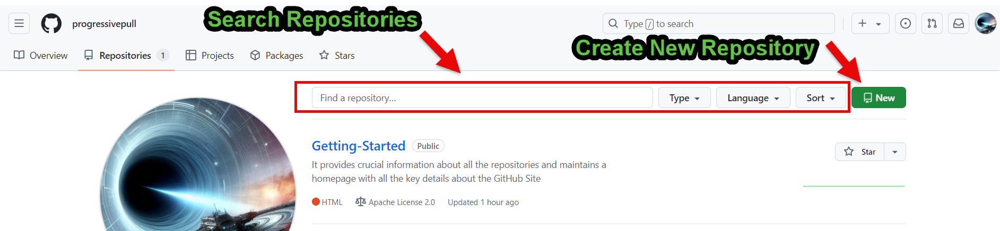 Search Repositories
progressivepull
Type / to search
Create New Repository
Overview
Repositories 1
Projects
Packages
Stars
Find a repository...
Type
Language
Sort
New
Getting-Started
Public
Star
It provides crucial information about all the repositories and maintains a
homepage with all the key details about the GitHub Site
HTML
Apache License 2.0
Updated 1 hour ago